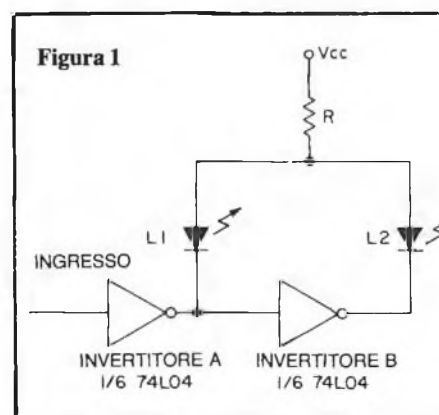 Figura 1
Vcc
R
L1
L2
INGRESSO
INVERTITORE A
1/6 74L04
INVERTITORE B
1/6 74L04